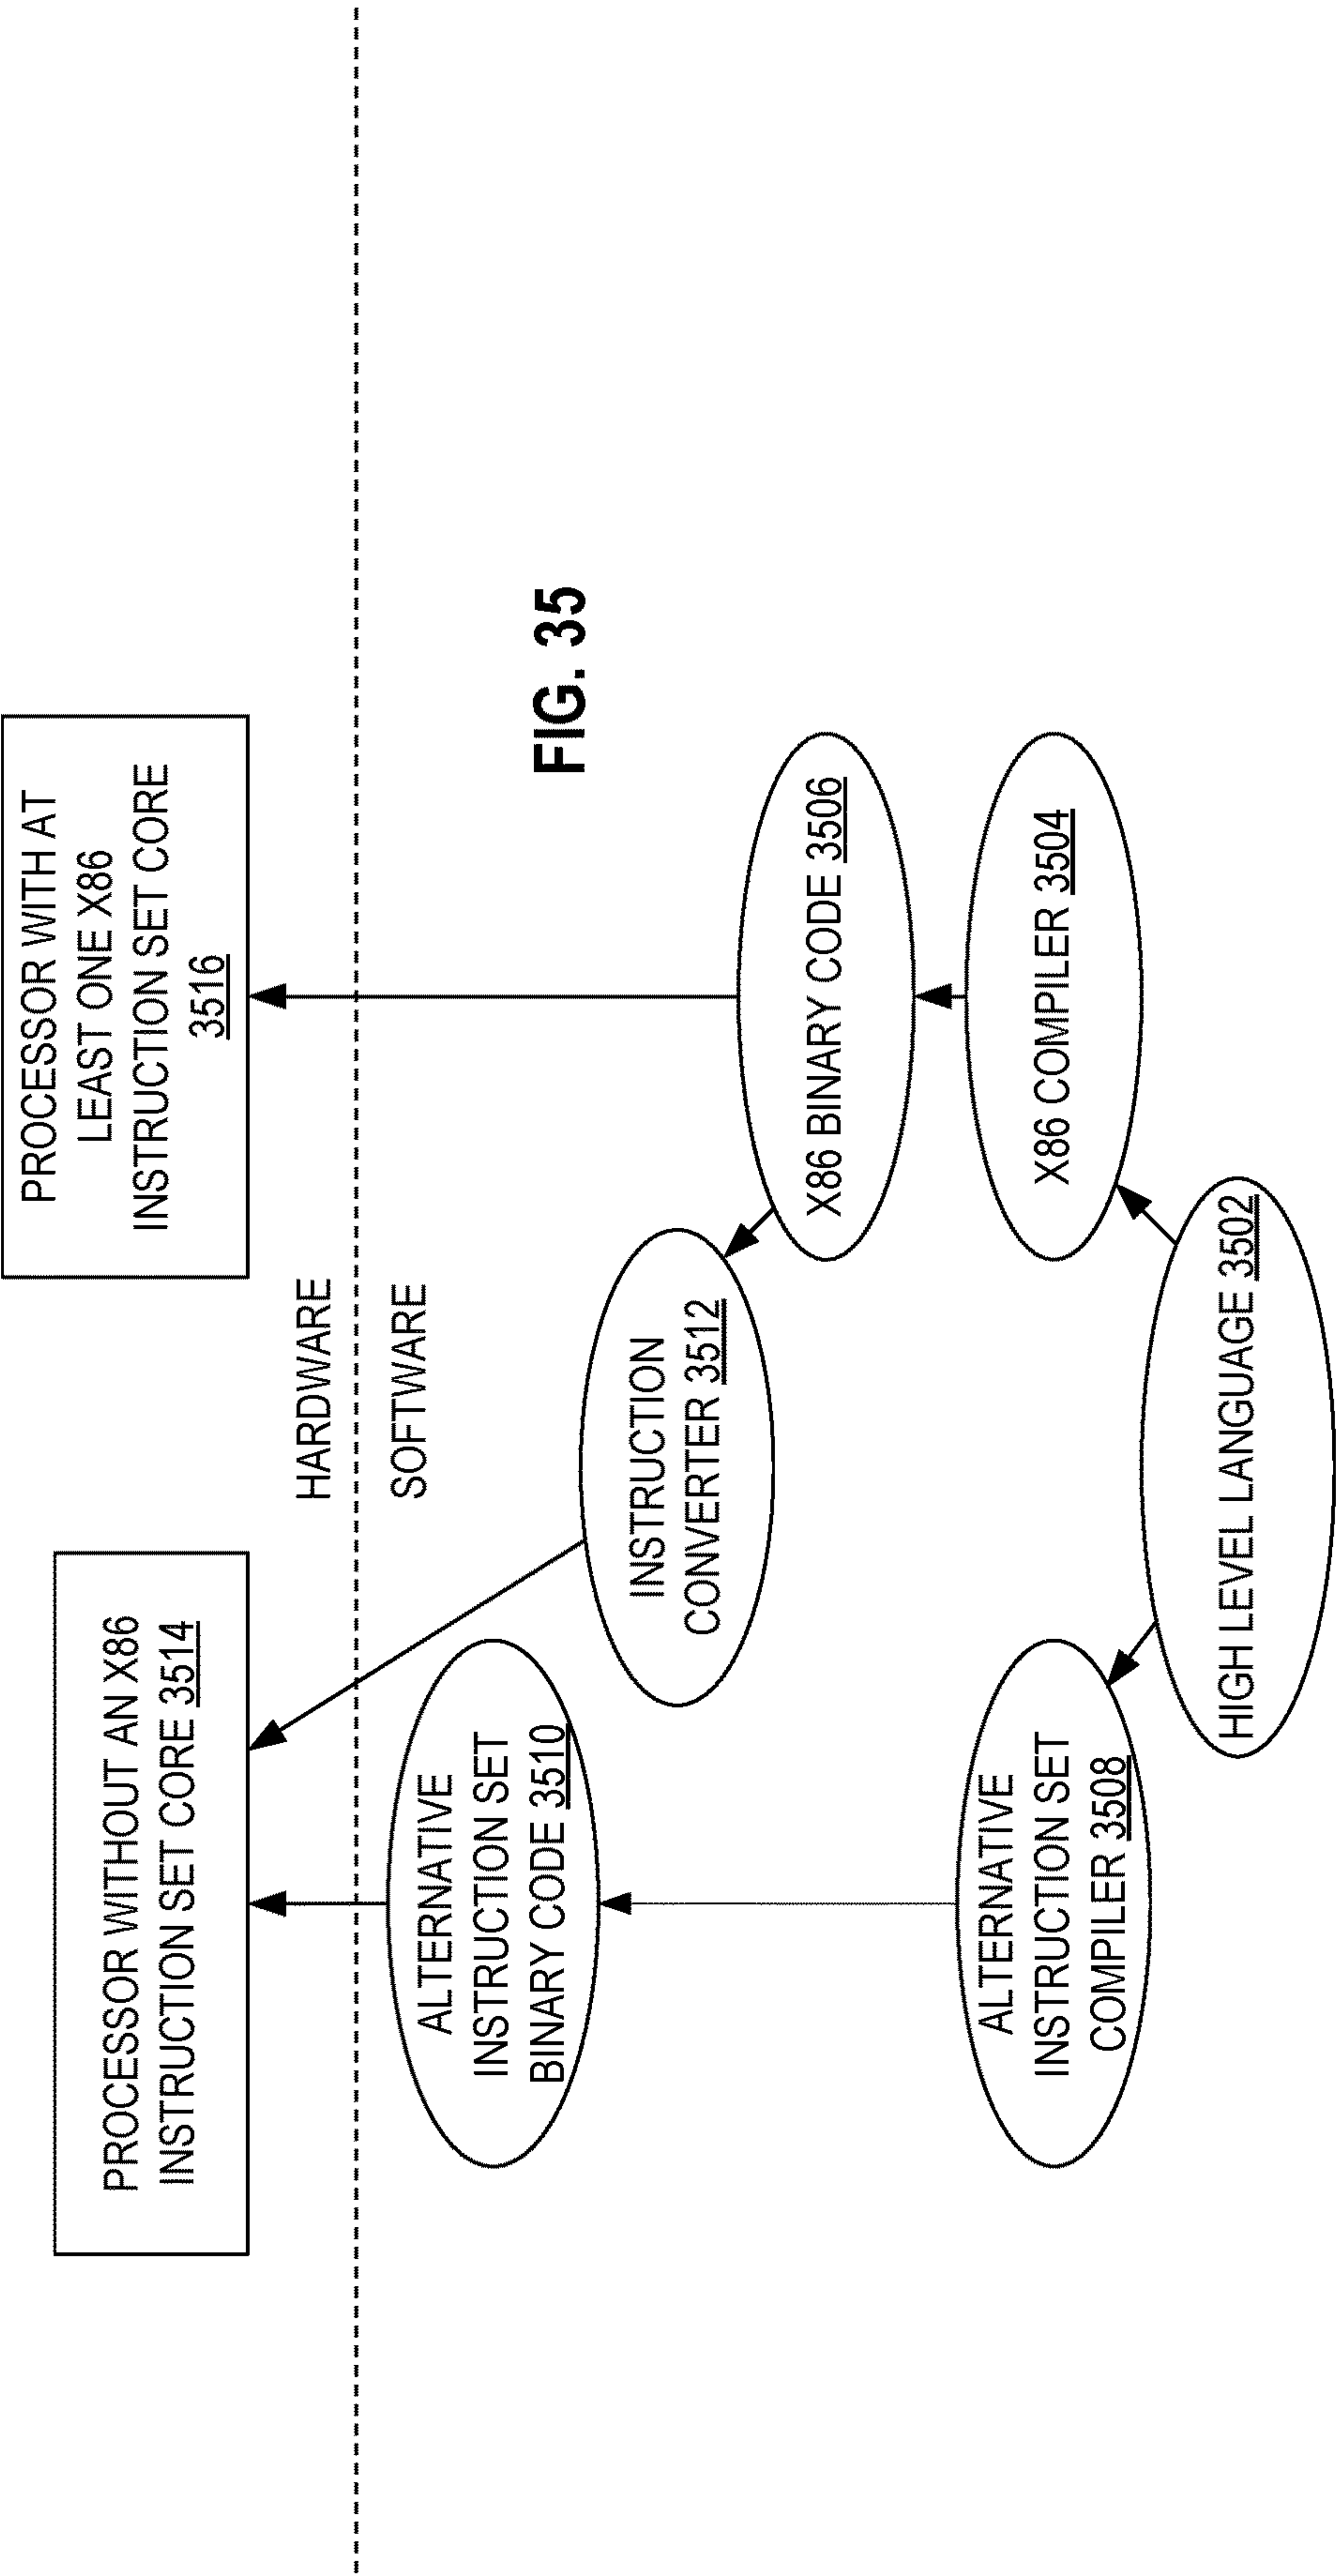 PROCESSOR WITHOUT AN X86
INSTRUCTION SET CORE 3514
PROCESSOR WITH AT
LEAST ONE X86
INSTRUCTION SET CORE
3516
HARDWARE
SOFTWARE
ALTERNATIVE
INSTRUCTION SET
BINARY CODE 3510
INSTRUCTION
CONVERTER 3512
FIG. 35
X86 BINARY CODE 3506
ALTERNATIVE
INSTRUCTION SET
COMPILER 3508
X86 COMPILER 3504
HIGH LEVEL LANGUAGE 3502